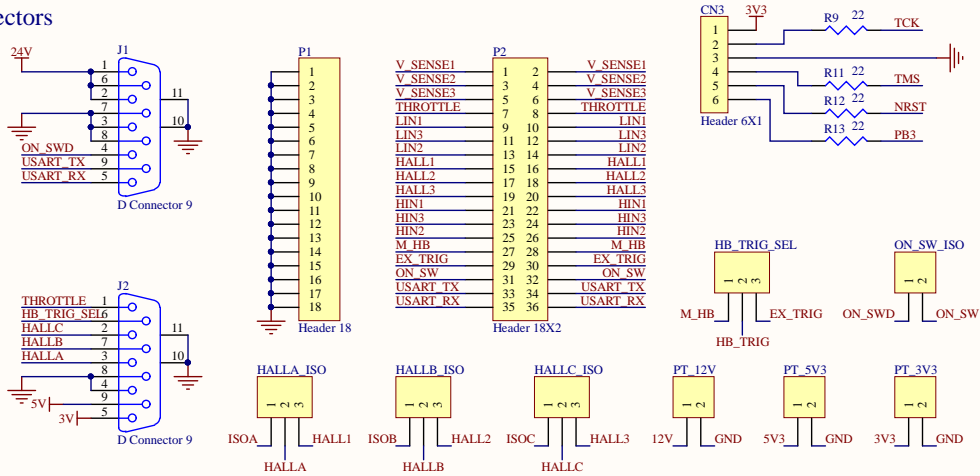 ectors
J1
24V
1
6
2
7
3
8
ON_SWD 4
USART_TX 9
USART_RX 5
11
10
D Connector 9
J2
THROTTLE 1
HB_TRIG_SEL 6
HALLC 2
HALLB 7
HALLA 3
8
4
5V 9
3V 5
11
10
D Connector 9
P1
1
2
3
4
5
6
7
8
9
10
11
12
13
14
15
16
17
18
Header 18
P2
V_SENSE1 1 2 V_SENSE1
V_SENSE2 3 4 V_SENSE2
V_SENSE3 5 6 V_SENSE3
THROTTLE 7 8 THROTTLE
LIN1 9 10 LIN1
LIN3 11 12 LIN3
LIN2 13 14 LIN2
HALL1 15 16 HALL1
HALL2 17 18 HALL2
HALL3 19 20 HALL3
HIN1 21 22 HIN1
HIN3 23 24 HIN3
HIN2 25 26 HIN2
M_HB 27 28 M_HB
EX_TRIG 29 30 EX_TRIG
ON_SW 31 32 ON_SW
USART_TX 33 34 USART_TX
USART_RX 35 36 USART_RX
Header 18X2
CN3
3V3
1
2
3
4
5
6
Header 6X1
R9 22 TCK
R11 22 TMS
R12 22 NRST
R13 22 PB3
HB_TRIG_SEL
1 2 3
M_HB EX_TRIG
HB_TRIG
ON_SW_ISO
1 2
ON_SWD ON_SW
HALLA_ISO
1 2 3
ISOA HALL1
HALLA
HALLB_ISO
1 2 3
ISOB HALL2
HALLB
HALLC_ISO
1 2 3
ISOC HALL3
HALLC
PT_12V
1 2
12V GND
PT_5V3
1 2
5V3 GND
PT_3V3
1 2
3V3 GND